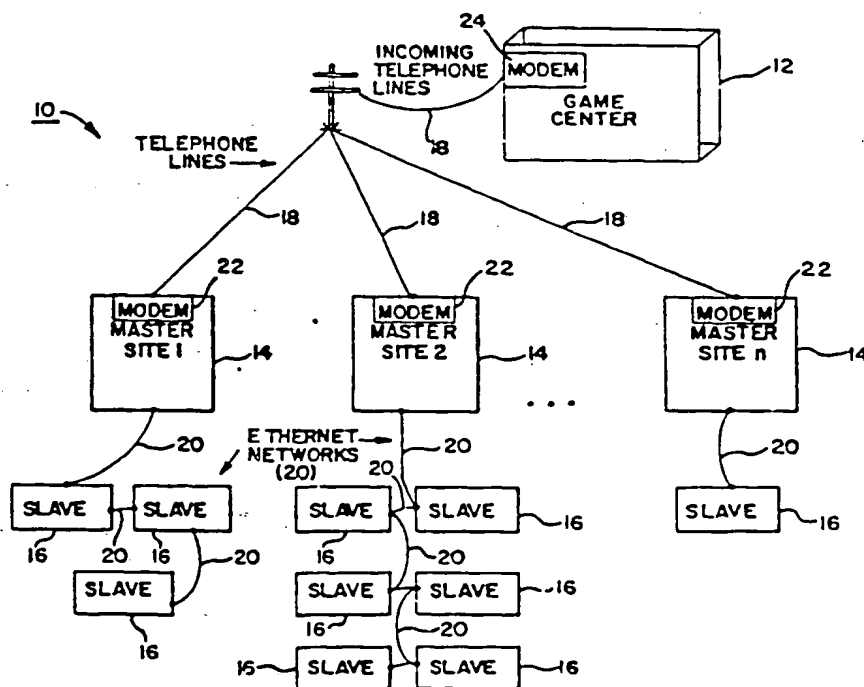 24
INCOMING
TELEPHONE
LINES
MODEM
GAME
CENTER
12
10
18
TELEPHONE
LINES
18
18
18
22
22
22
MODEM
MASTER
SITE 1
14
MODEM
MASTER
SITE 2
14
MODEM
MASTER
SITE n
14
...
20
ETHERNET
NETWORKS
(20)
20
20
20
SLAVE
SLAVE
SLAVE
SLAVE
SLAVE
16
20
16
20
16
20
16
16
SLAVE
SLAVE
SLAVE
16
16
20
16
16
SLAVE
SLAVE
16